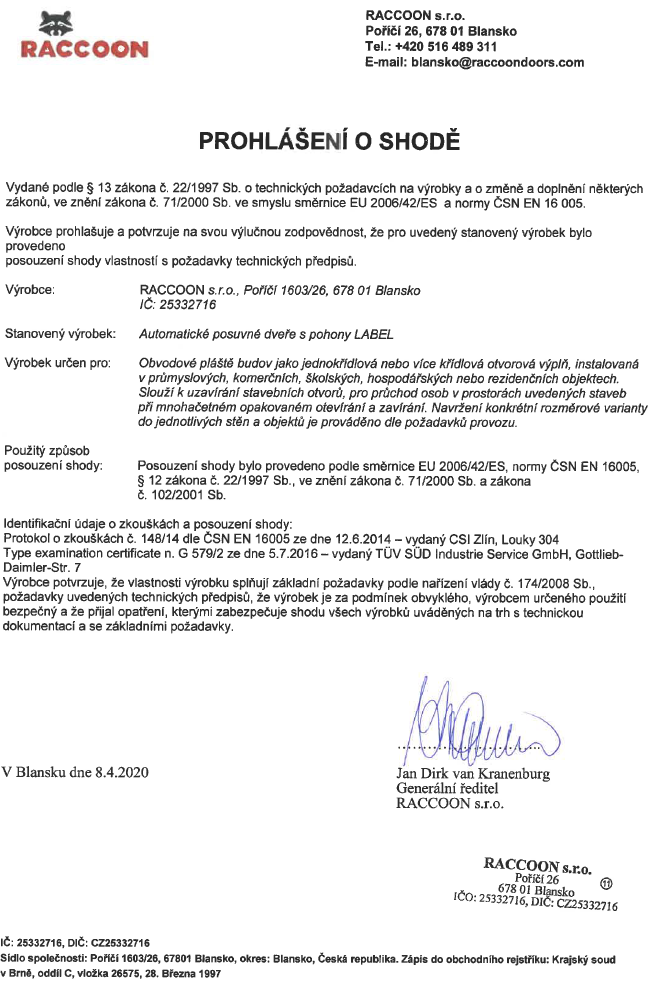 RACCOON
RACCOON s.r.o.
Poříčí 26, 678 01 Blansko
Tel.: +420 516 489 311
E-mail: blansko@raccoondoors.com
PROHLÁŠENÍ O SHODĚ
Vydané podle § 13 zákona č. 22/1997 Sb. o technických požadavcích na výrobky a o změně a doplnění některých
zákonů, ve znění zákona č. 71/2000 Sb. ve smyslu směrnice EU 2006/42/ES a normy ČSN EN 16 005.
Výrobce prohlašuje a potvrzuje na svou výlučnou zodpovědnost, že pro uvedený stanovený výrobek bylo
provedeno
posouzení shody vlastností s požadavky technických předpisů.
Výrobce: RACCOON s.r.o., Poříčí 1603/26, 678 01 Blansko
IČ: 25332716
Stanovený výrobek: Automatické posuvné dveře s pohony LABEL
Výrobek určen pro: Obvodové pláště budov jako jednokřídlová nebo více křídlová otvorová výplň, instalovaná
v průmyslových, komerčních, školských, hospodářských nebo rezidenčních objektech.
Slouží k uzavírání stavebních otvorů, pro průchod osob v prostorách uvedených staveb
při mnohačetném opakovaném otevírání a zavírání. Navržení konkrétní rozměrové varianty
do jednotlivých stěn a objektů je prováděno dle požadavků provozu.
Použitý způsob
posouzení shody: Posouzení shody bylo provedeno podle směrnice EU 2006/42/ES, normy ČSN EN 16005,
§ 12 zákona č. 22/1997 Sb., ve znění zákona č. 71/2000 Sb. a zákona
č. 102/2001 Sb.
Identifikační údaje o zkouškách a posouzení shody:
Protokol o zkouškách č. 148/14 dle ČSN EN 16005 ze dne 12.6.2014 – vydaný CSI Zlín, Louky 304
Type examination certificate n. G 579/2 ze dne 5.7.2016 – vydaný TÜV SÜD Industrie Service GmbH, Gottlieb-
Daimler-Str. 7
Výrobce potvrzuje, že vlastnosti výrobku splňují základní požadavky podle nařízení vlády č. 174/2008 Sb.,
požadavky uvedených technických předpisů, že výrobek je za podmínek obvyklého, výrobcem určeného použití
bezpečný a že přijal opatření, kterými zabezpečuje shodu všech výrobků uváděných na trh s technickou
dokumentací a se základními požadavky.
V Blansku dne 8.4.2020
Jan Dirk van Kranenburg
Generální ředitel
RACCOON s.r.o.
RACCOON s.r.o.
Poříčí 26
678 01 Blansko 11
IČO: 25332716, DIČ: CZ25332716
IČ: 25332716, DIČ: CZ25332716
Sídlo společnosti: Poříčí 1603/26, 67801 Blansko, okres: Blansko, Česká republika. Zápis do obchodního rejstříku: Krajský soud
v Brně, oddíl C, vložka 26575, 28. Března 1997